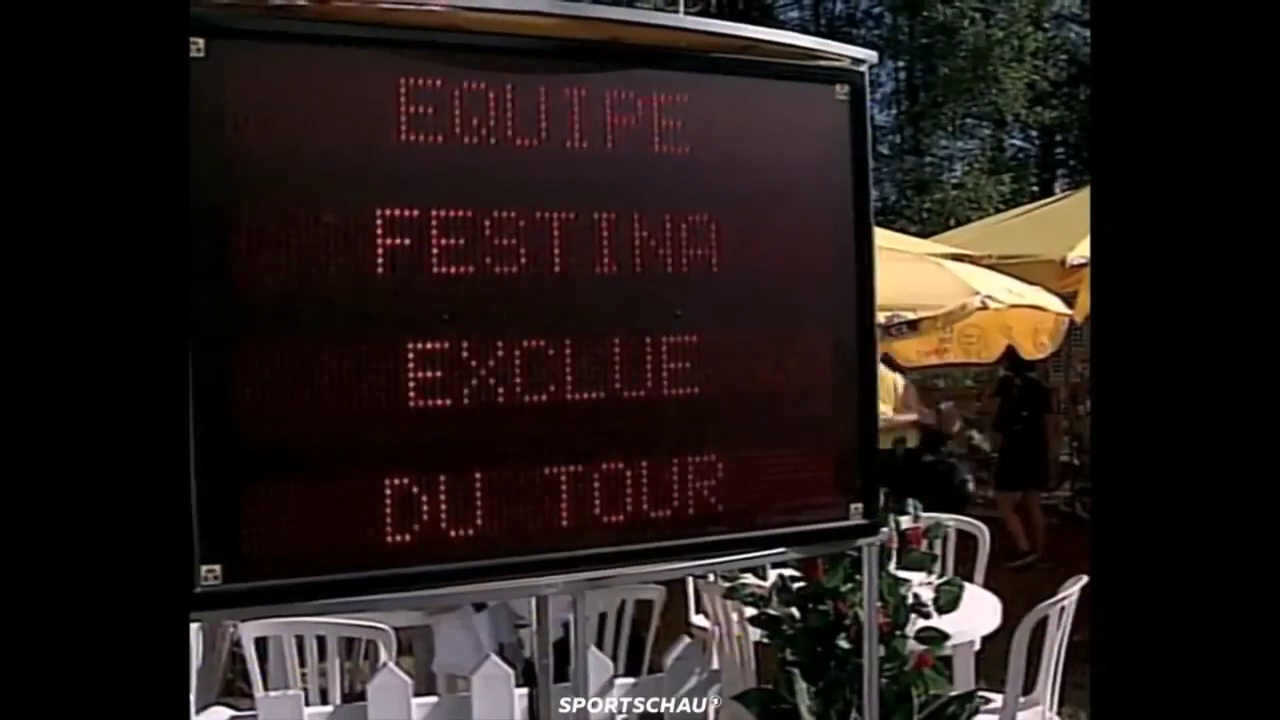 EQUIPE
FESTINA
EXCLUE
DU TOUR
SPORTSCHAU